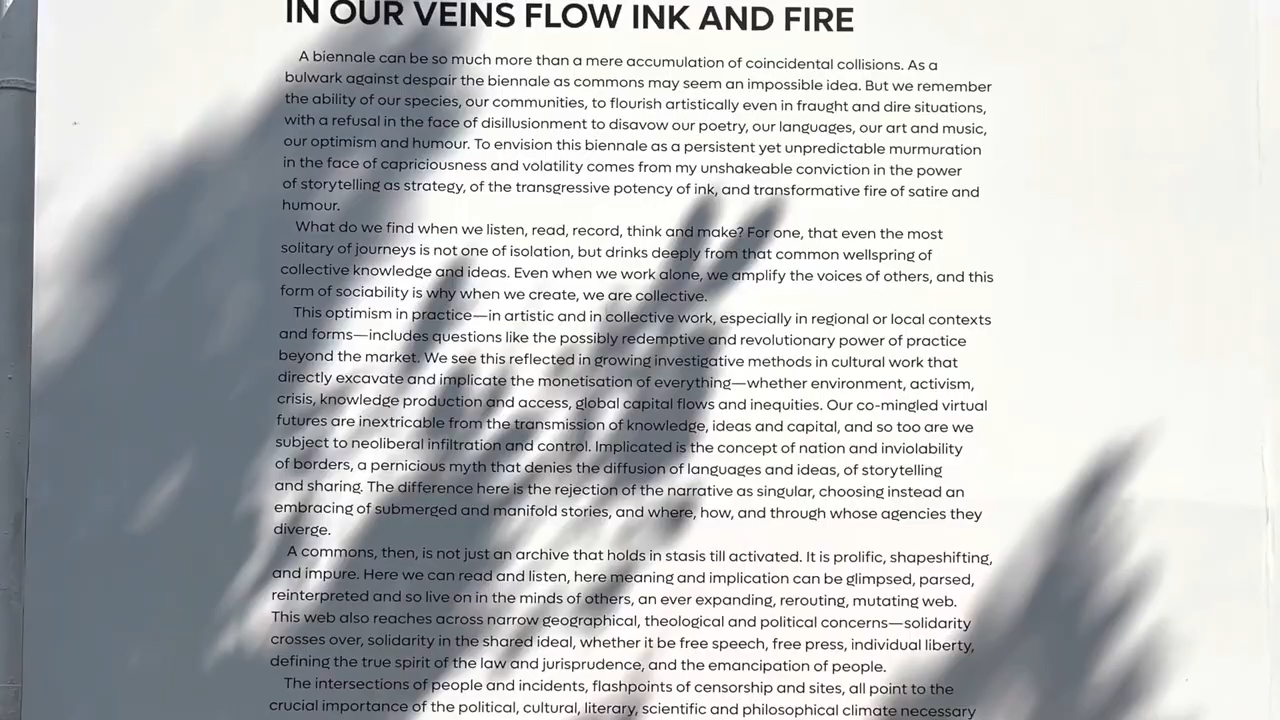 IN OUR VEINS FLOW INK AND FIRE
A biennale can be so much more than a mere accumulation of coincidental collisions. As a
bulwark against despair the biennale as commons may seem an impossible idea. But we remember
the ability of our species, our communities, to flourish artistically even in fraught and dire situations,
with a refusal in the face of disillusionment to disavow our poetry, our languages, our art and music,
our optimism and humour. To envision this biennale as a persistent yet unpredictable murmuration
in the face of capriciousness and volatility comes from my unshakeable conviction in the power
of storytelling as strategy, of the transgressive potency of ink, and transformative fire of satire and
humour.
What do we find when we listen, read, record, think and make? For one, that even the most
solitary of journeys is not one of isolation, but drinks deeply from that common wellspring of
collective knowledge and ideas. Even when we work alone, we amplify the voices of others, and this
form of sociability is why when we create, we are collective.
This optimism in practice—in artistic and in collective work, especially in regional or local contexts
and forms—includes questions like the possibly redemptive and revolutionary power of practice
beyond the market. We see this reflected in growing investigative methods in cultural work that
directly excavate and implicate the monetisation of everything—whether environment, activism,
crisis, knowledge production and access, global capital flows and inequities. Our co-mingled virtual
futures are inextricable from the transmission of knowledge, ideas and capital, and so too are we
subject to neoliberal infiltration and control. Implicated is the concept of nation and inviolability
of borders, a pernicious myth that denies the diffusion of languages and ideas, of storytelling
and sharing. The difference here is the rejection of the narrative as singular, choosing instead an
embracing of submerged and manifold stories, and where, how, and through whose agencies they
diverge.
A commons, then, is not just an archive that holds in stasis till activated. It is prolific, shapeshifting,
and impure. Here we can read and listen, here meaning and implication can be glimpsed, parsed,
reinterpreted and so live on in the minds of others, an ever expanding, rerouting, mutating web.
This web also reaches across narrow geographical, theological and political concerns—solidarity
crosses over, solidarity in the shared ideal, whether it be free speech, free press, individual liberty,
defining the true spirit of the law and jurisprudence, and the emancipation of people.
The intersections of people and incidents, flashpoints of censorship and sites, all point to the
crucial importance of the political, cultural, literary, scientific and philosophical climate necessary